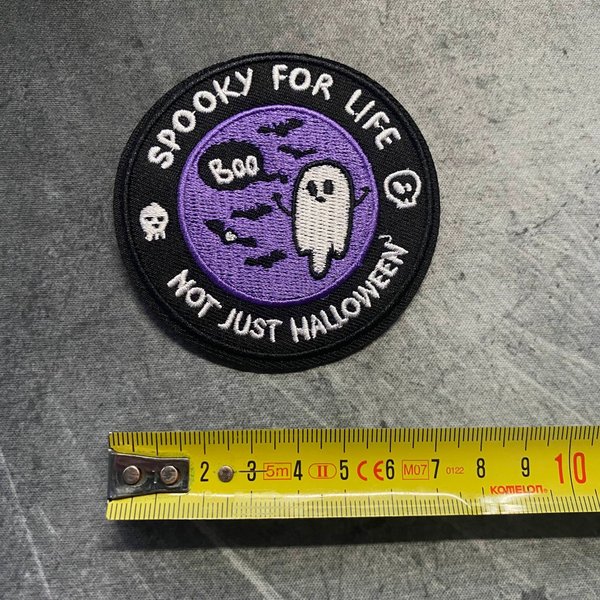 SPOOKY FOR LIFE
BOO
NOT JUST HALLOWEEN
2 3 5m 4 II 5 CE 6 M07 7 0122 8 9 10
KOMELON